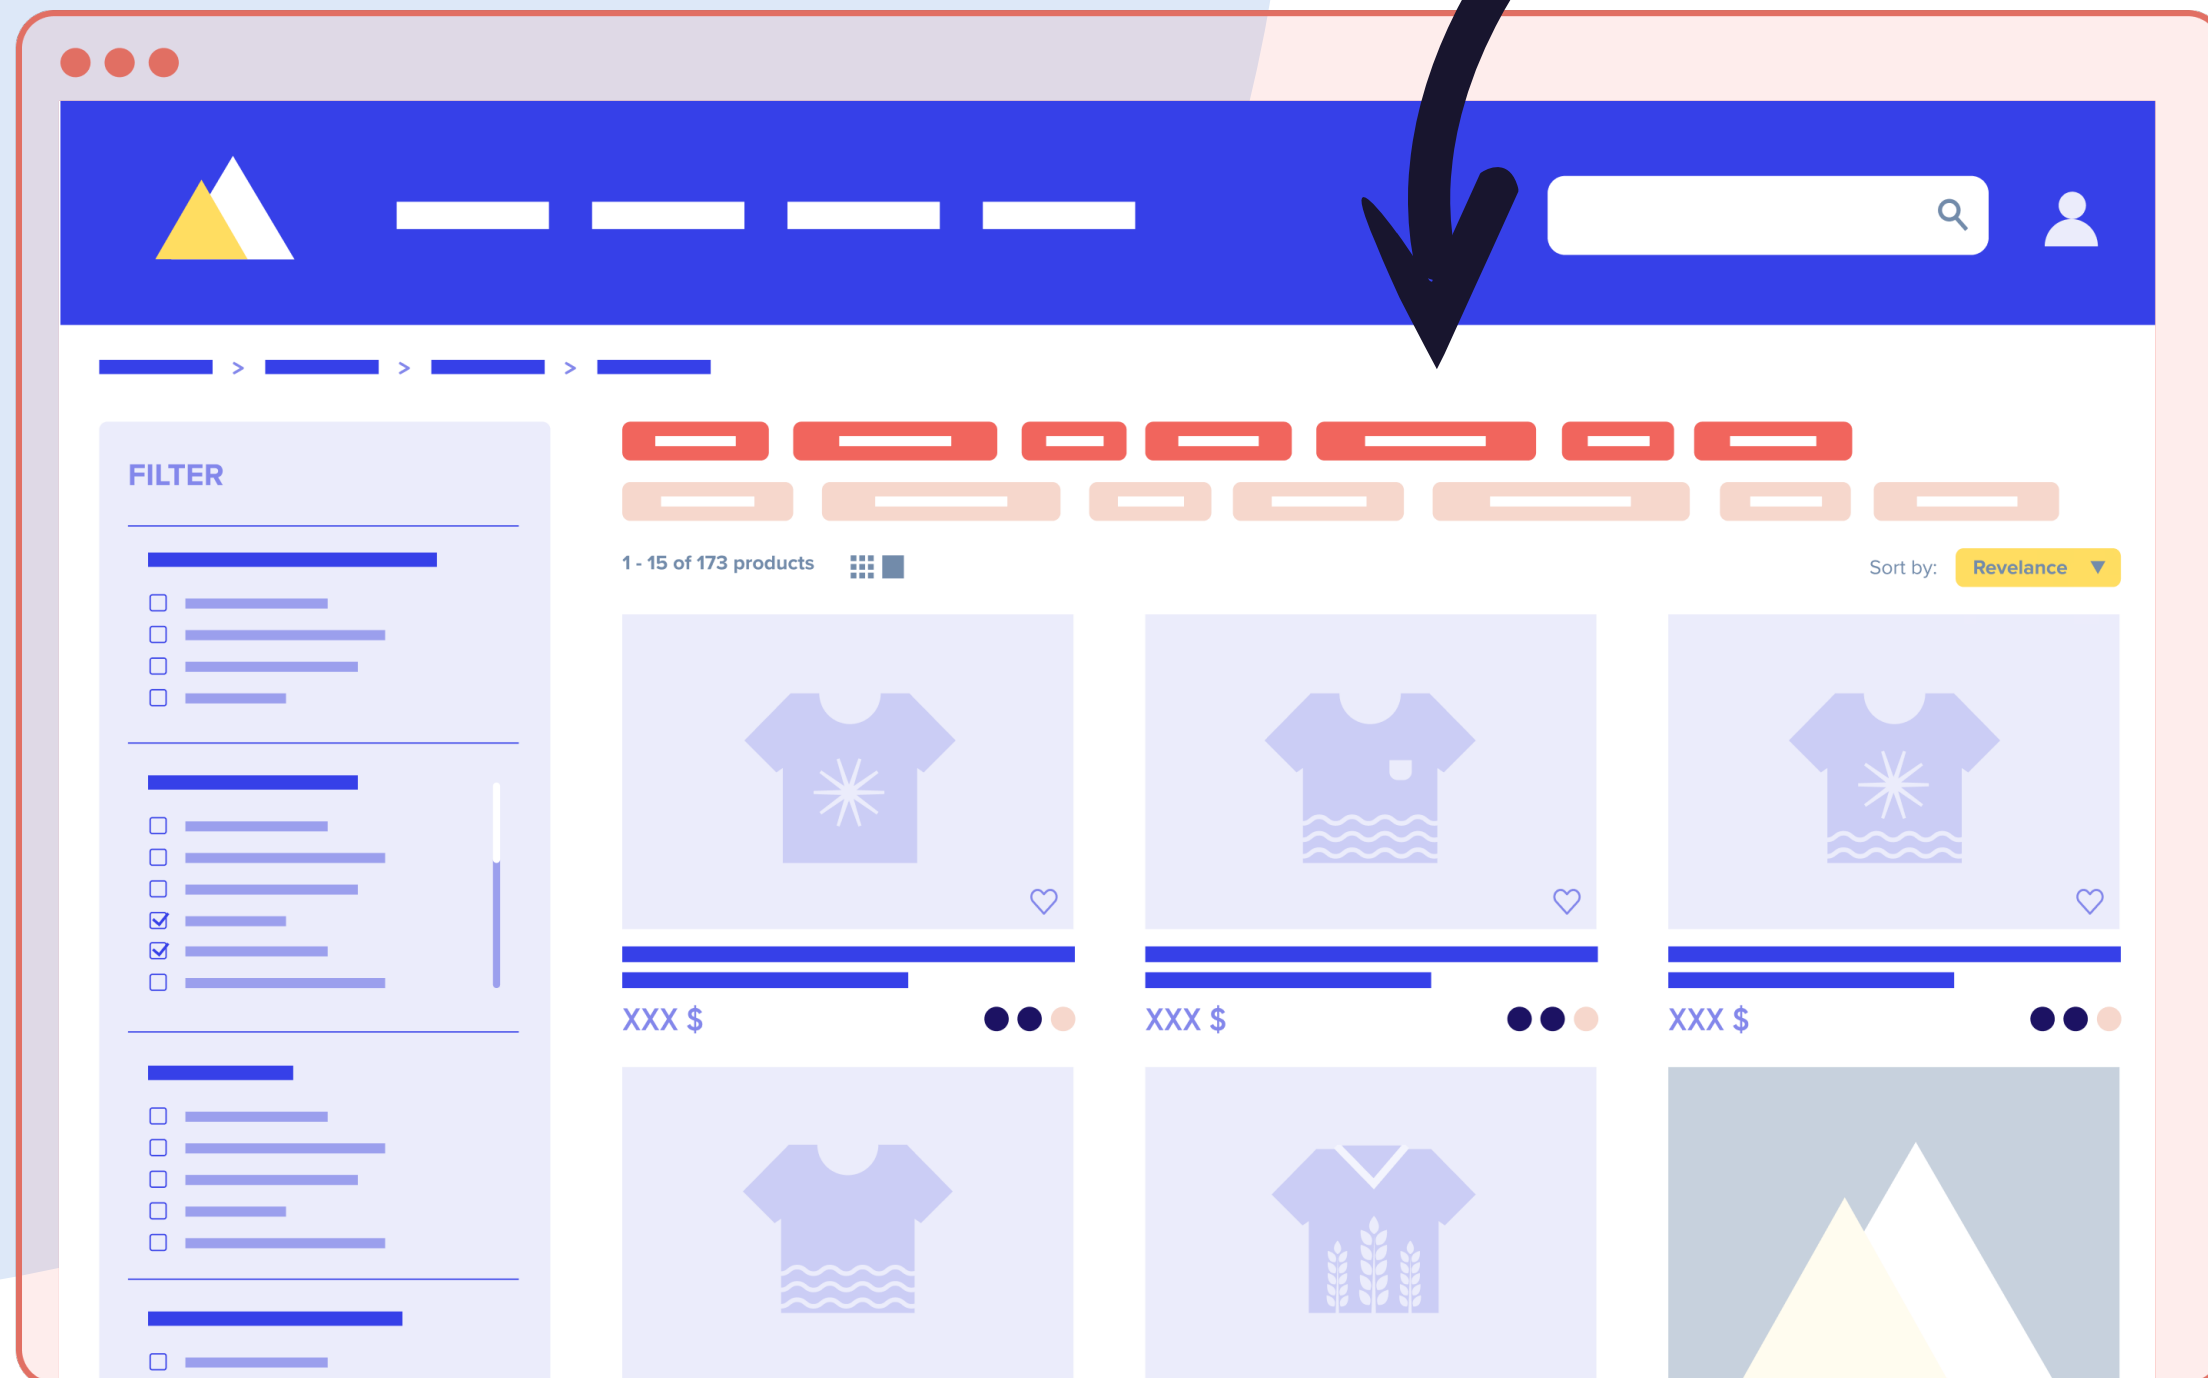 >
>
>
FILTER
1 - 15 of 173 products
Sort by:
Revelance
XXX $
XXX $
XXX $